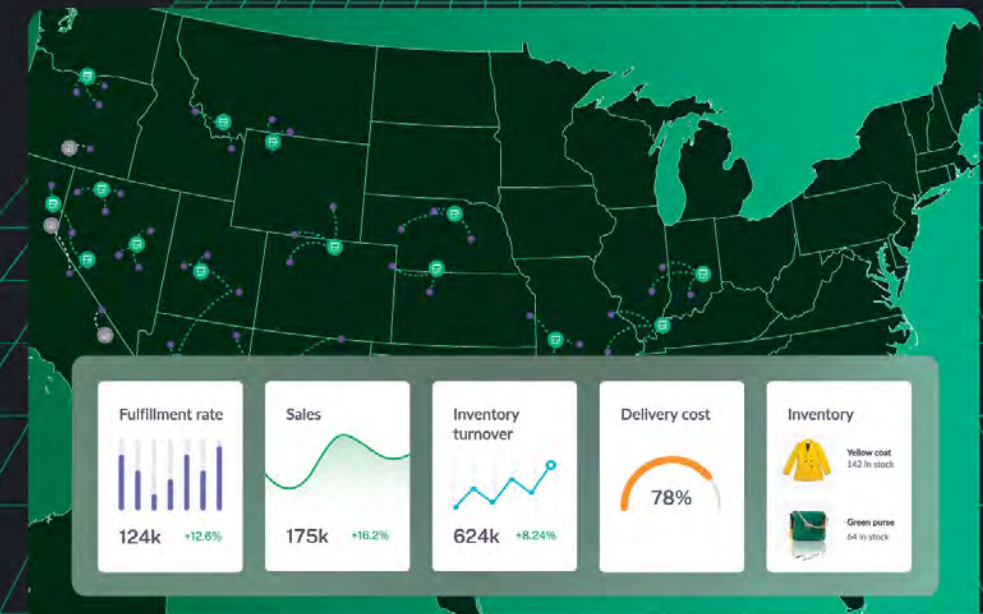 Fulfillment rate
124k +12.6%
Sales
175k +16.2%
Inventory
turnover
624k +8.24%
Delivery cost
78%
Inventory
Yellow coat
142 in stock
Green purse
64 in stock